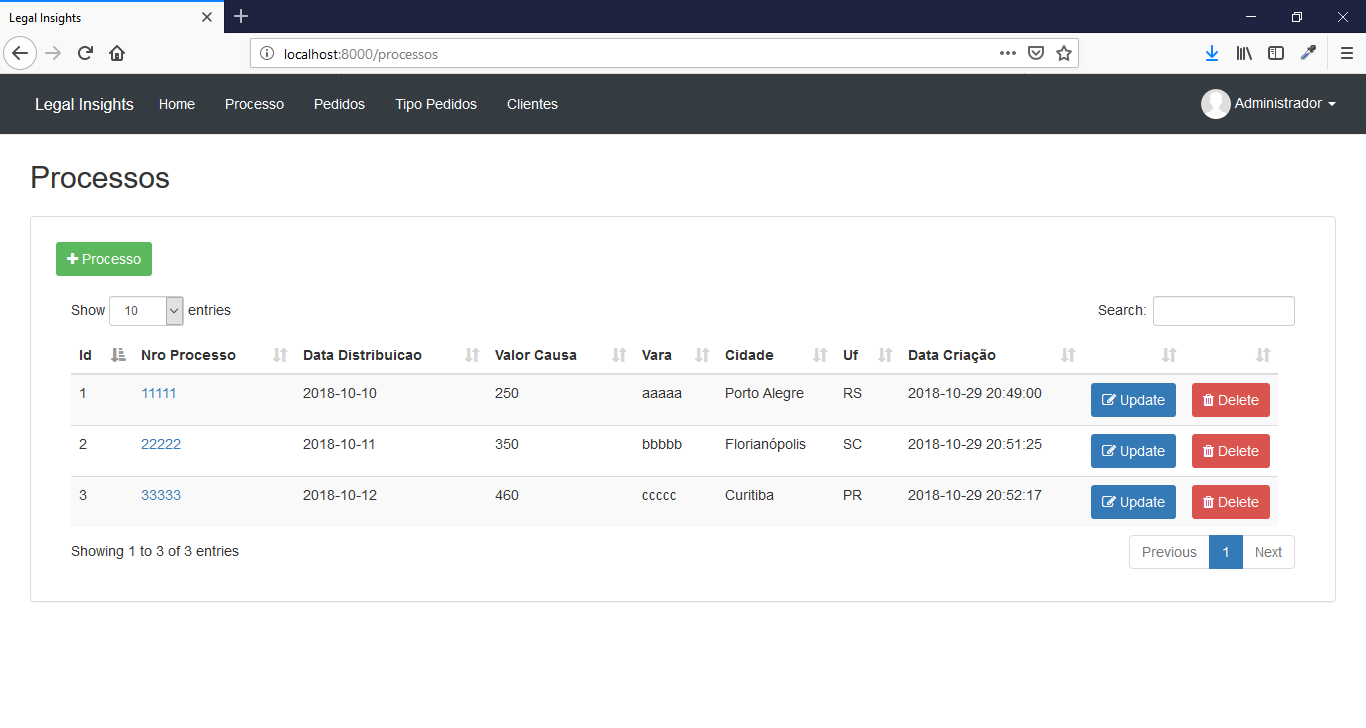 Legal Insights
localhost:8000/processos
Legal Insights Home Processo Pedidos Tipo Pedidos Clientes Administrador
Processos
Processo
Show 10 entries Search:
Id Nro Processo Data Distribuicao Valor Causa Vara Cidade Uf Data Criação
1 11111 2018-10-10 250 aaaaa Porto Alegre RS 2018-10-29 20:49:00 Update Delete
2 22222 2018-10-11 350 bbbbb Florianópolis SC 2018-10-29 20:51:25 Update Delete
3 33333 2018-10-12 460 ccccc Curitiba PR 2018-10-29 20:52:17 Update Delete
Showing 1 to 3 of 3 entries Previous 1 Next